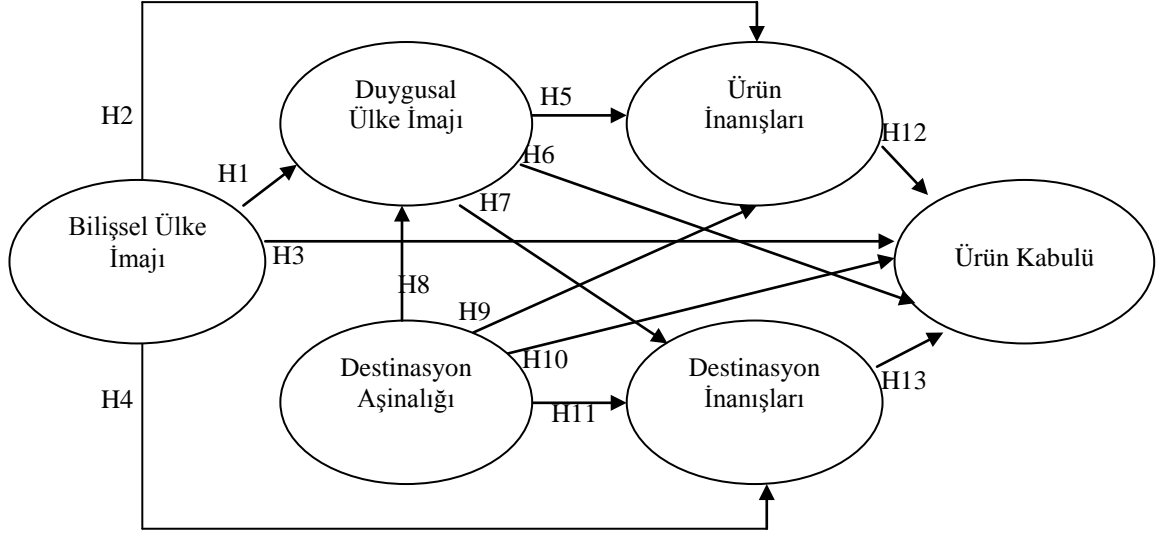 Duygusal
Ülke İmajı
H5
Ürün
İnanışları
H2
H12
H6
H1
H7
Bilişsel Ülke
İmajı
H3
Ürün Kabulü
H8
H9
H10
Destinasyon
Aşinalığı
Destinasyon
İnanışları
H13
H4
H11